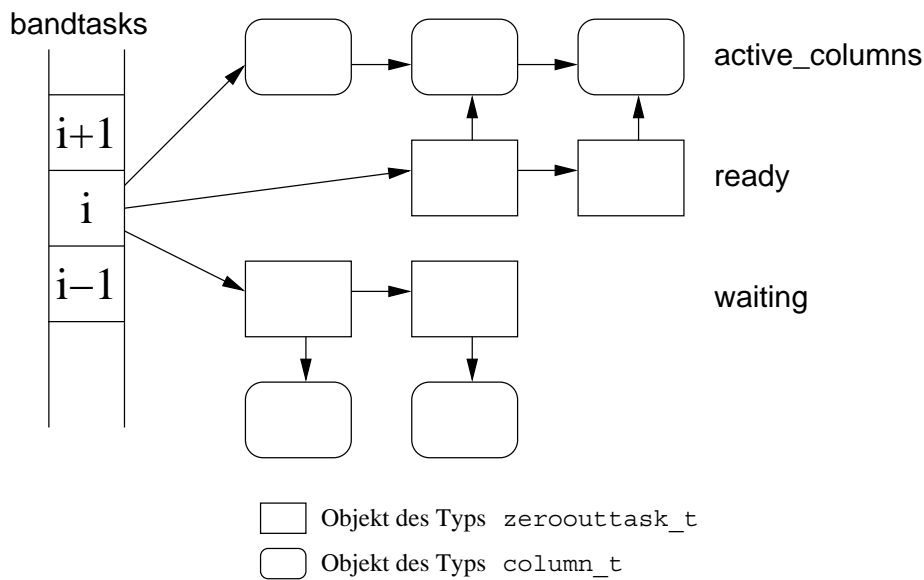 bandtasks
active_columns
i+1
ready
i
i−1
waiting
Objekt des Typs zeroouttask_t
Objekt des Typs column_t